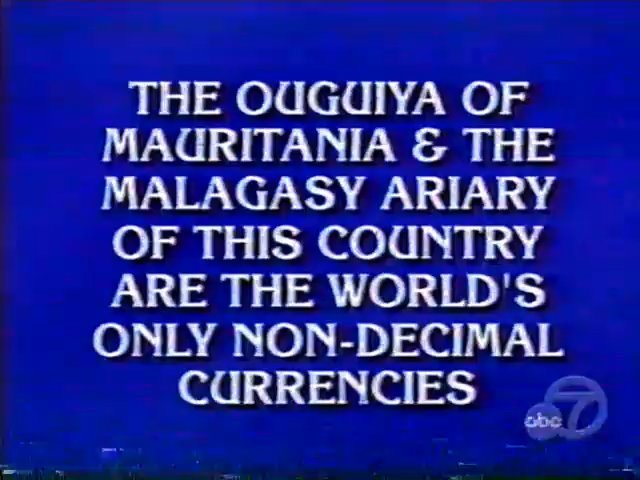 THE OUGUIYA OF
MAURITANIA & THE
MALAGASY ARIARY
OF THIS COUNTRY
ARE THE WORLD'S
ONLY NON-DECIMAL
CURRENCIES
abc 7